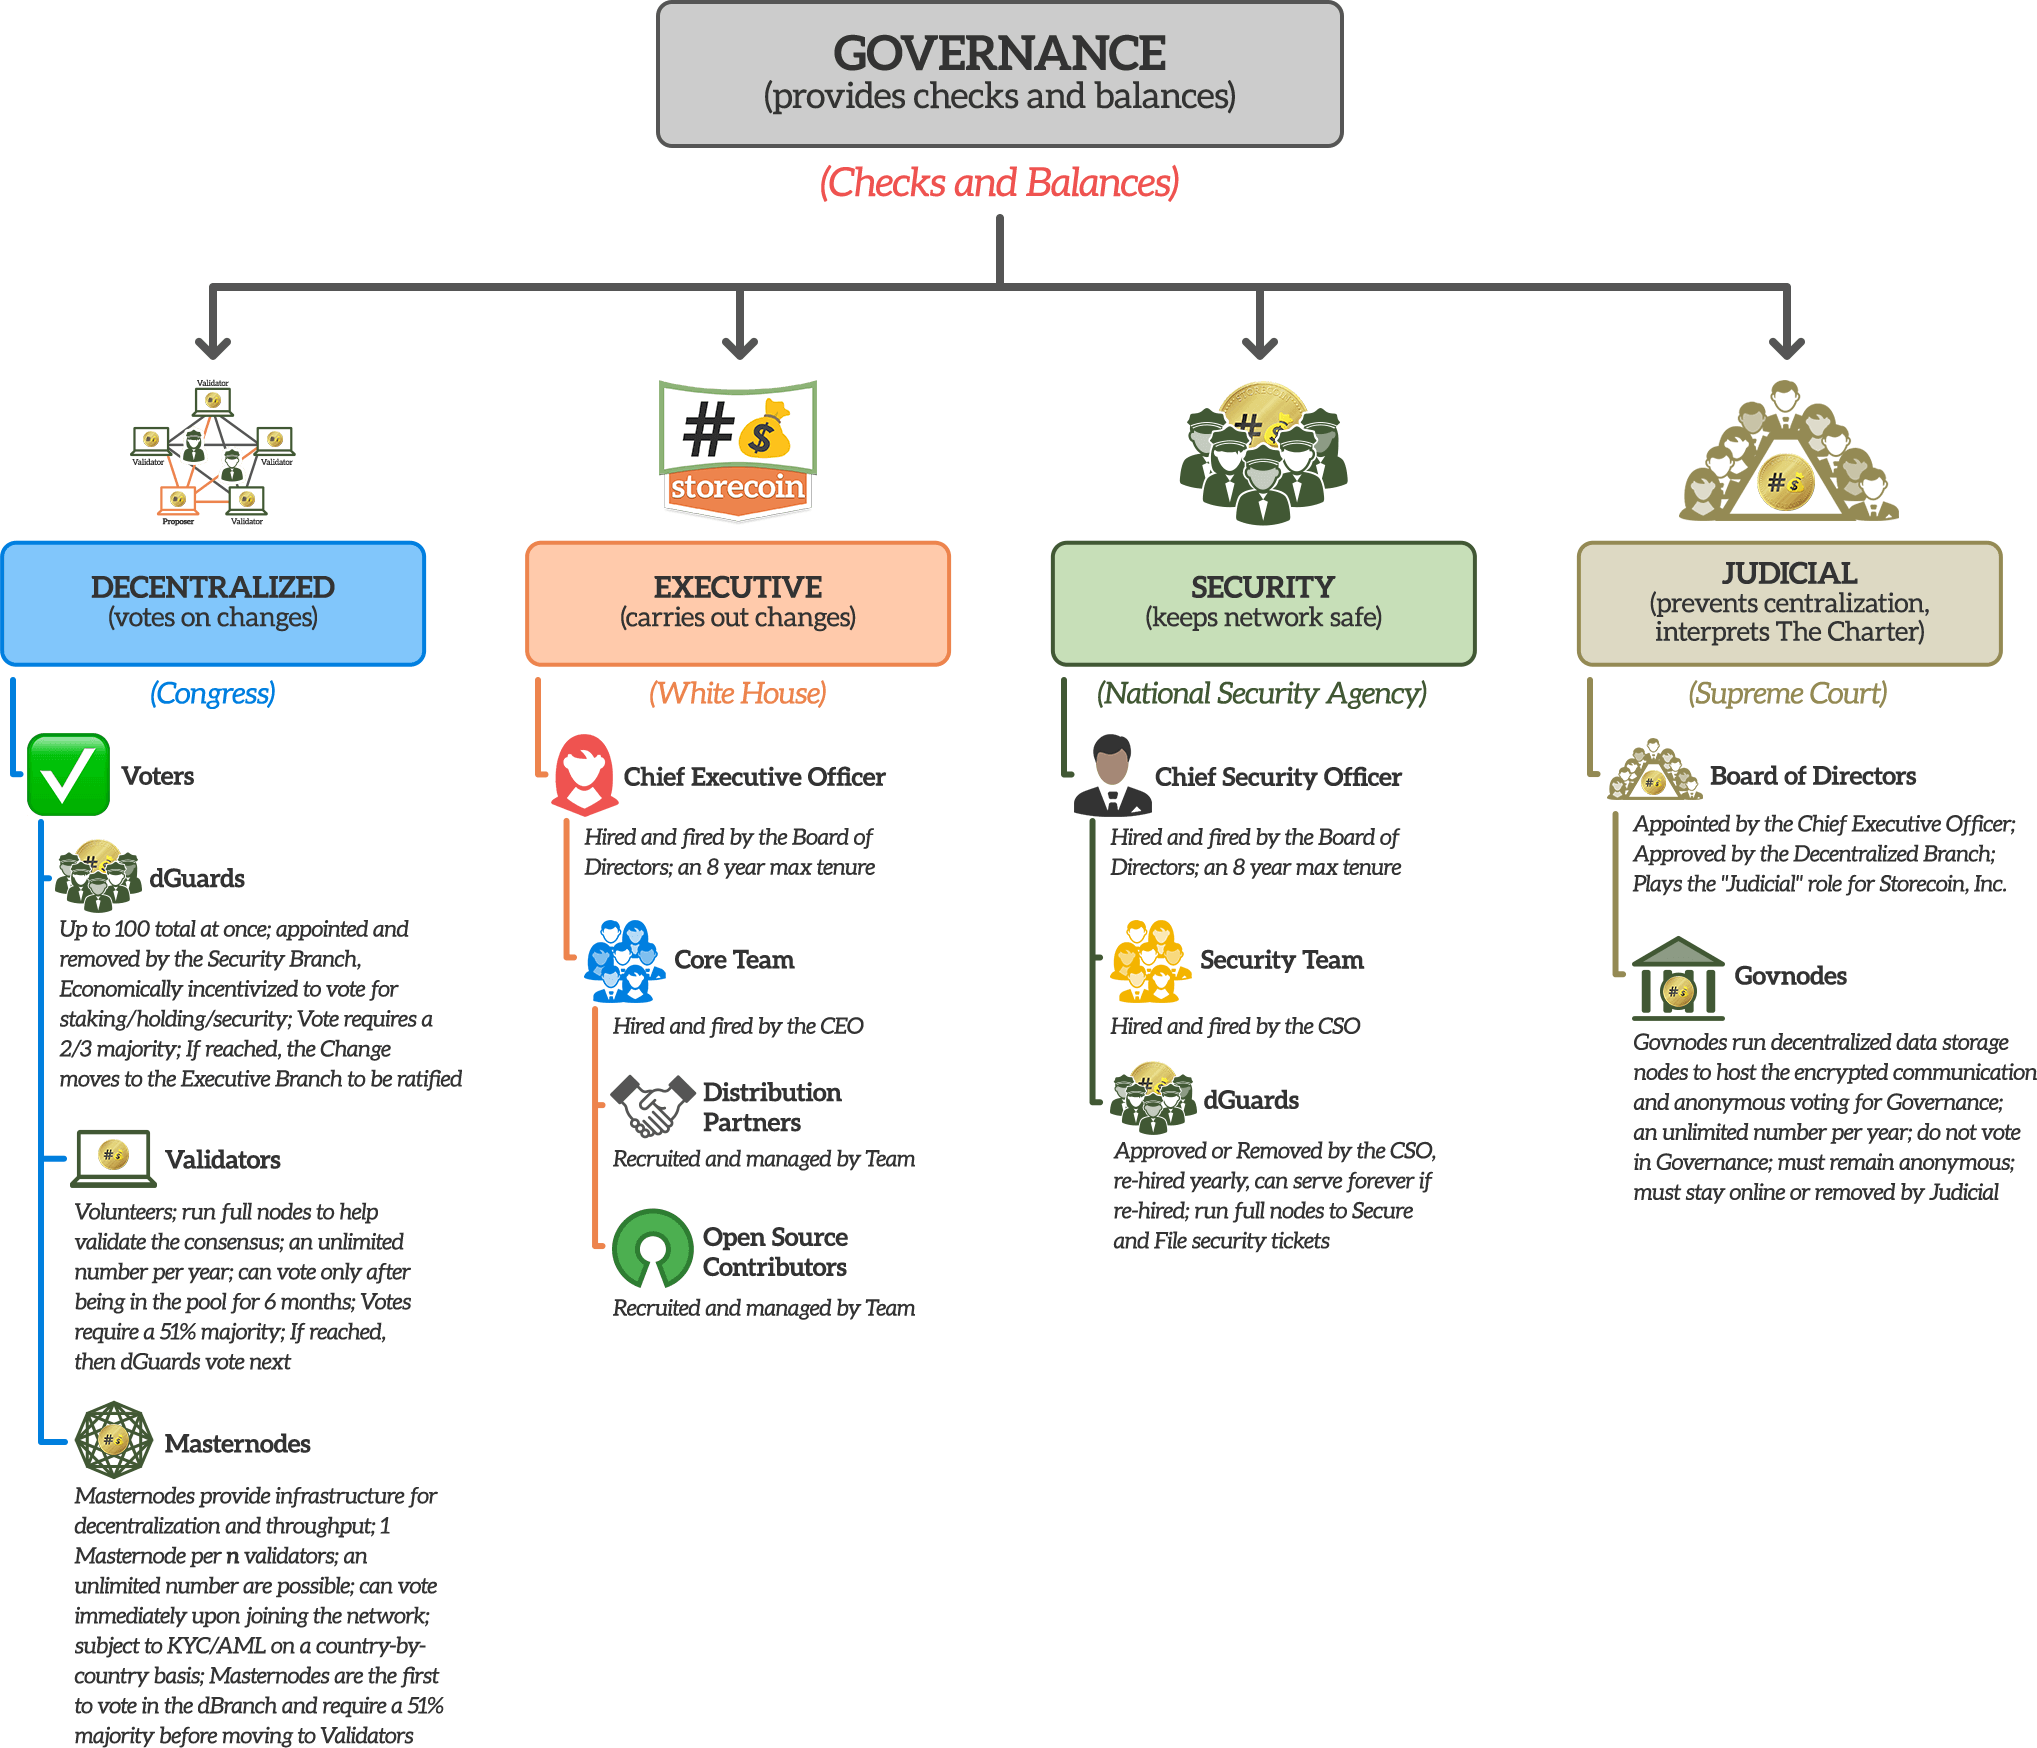 GOVERNANCE
(provides checks and balances)
(Checks and Balances)
Validator
Validator
Validator
Proposer
Validator
#
$
storecoin
STORECOIN
#
#
DECENTRALIZED
(votes on changes)
(Congress)
Voters
dGuards
Up to 100 total at once; appointed and
removed by the Security Branch,
Economically incentivized to vote for
staking/holding/security; Vote requires a
2/3 majority; If reached, the Change
moves to the Executive Branch to be ratified
Validators
Volunteers; run full nodes to help
validate the consensus; an unlimited
number per year; can vote only after
being in the pool for 6 months; Votes
require a 51% majority; If reached,
then dGuards vote next
Masternodes
Masternodes provide infrastructure for
decentralization and throughput; 1
Masternode per n validators; an
unlimited number are possible; can vote
immediately upon joining the network;
subject to KYC/AML on a country-by-
country basis; Masternodes are the first
to vote in the dBranch and require a 51%
majority before moving to Validators
EXECUTIVE
(carries out changes)
(White House)
Chief Executive Officer
Hired and fired by the Board of
Directors; an 8 year max tenure
Core Team
Hired and fired by the CEO
Distribution
Partners
Recruited and managed by Team
Open Source
Contributors
Recruited and managed by Team
SECURITY
(keeps network safe)
(National Security Agency)
Chief Security Officer
Hired and fired by the Board of
Directors; an 8 year max tenure
Security Team
Hired and fired by the CSO
dGuards
Approved or Removed by the CSO,
re-hired yearly, can serve forever if
re-hired; run full nodes to Secure
and File security tickets
JUDICIAL
(prevents centralization,
interprets The Charter)
(Supreme Court)
Board of Directors
Appointed by the Chief Executive Officer;
Approved by the Decentralized Branch;
Plays the "Judicial" role for Storecoin, Inc.
Govnodes
Govnodes run decentralized data storage
nodes to host the encrypted communication
and anonymous voting for Governance;
an unlimited number per year; do not vote
in Governance; must remain anonymous;
must stay online or removed by Judicial